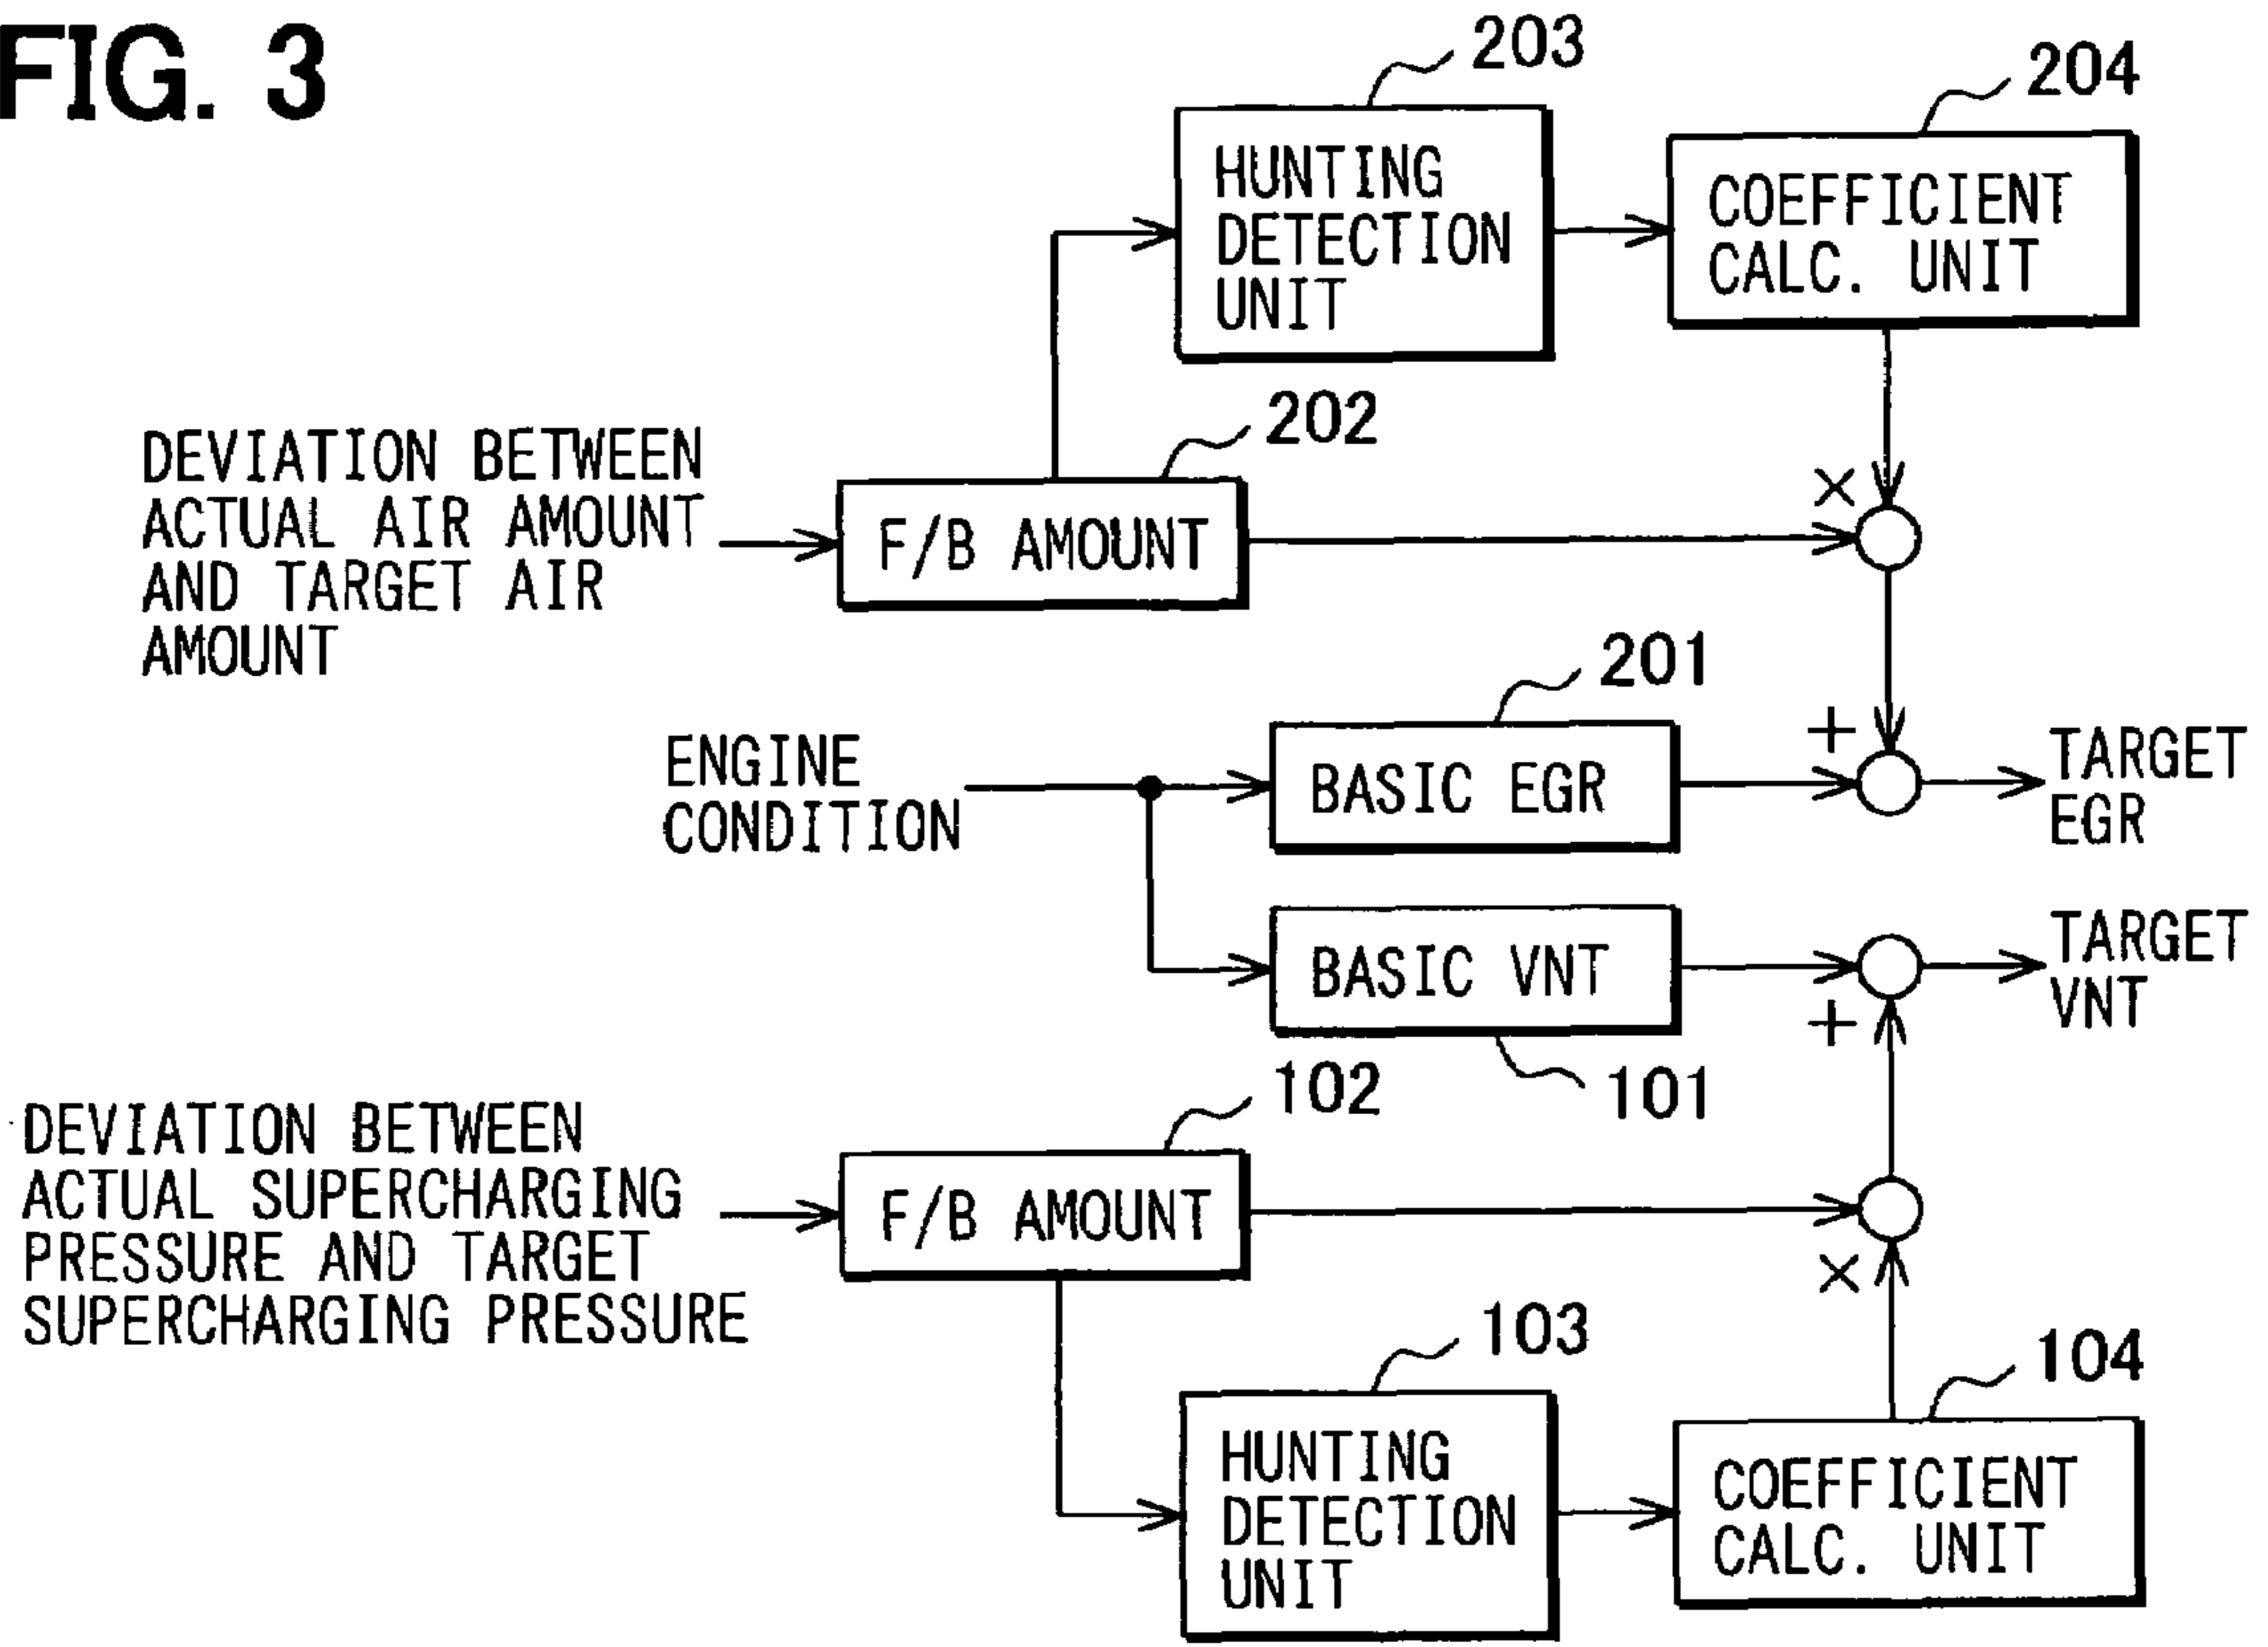 FIG. 3
203
204
HUNTING
DETECTION
UNIT
COEFFICIENT
CALC. UNIT
202
DEVIATION BETWEEN
ACTUAL AIR AMOUNT
AND TARGET AIR
AMOUNT
F/B AMOUNT
×
201
ENGINE
CONDITION
BASIC EGR
+
TARGET
EGR
BASIC VNT
+
TARGET
VNT
101
102
DEVIATION BETWEEN
ACTUAL SUPERCHARGING
PRESSURE AND TARGET
SUPERCHARGING PRESSURE
F/B AMOUNT
×
103
104
HUNTING
DETECTION
UNIT
COEFFICIENT
CALC. UNIT